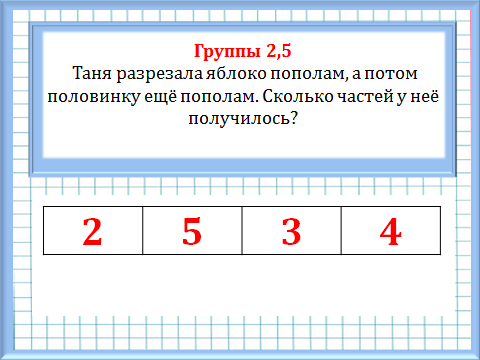 Группы 2,5
Таня разрезала яблоко пополам, а потом
половинку ещё пополам. Сколько частей у неё
получилось?
2 5 3 4